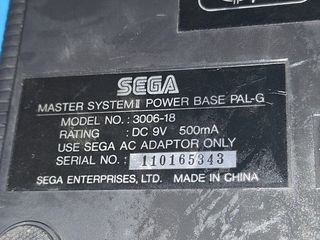 SEGA
MASTER SYSTEM II POWER BASE PAL-G
MODEL NO. : 3006-18
RATING : DC 9V 500mA
USE SEGA AC ADAPTOR ONLY
SERIAL NO. : 110165343
SEGA ENTERPRISES, LTD. MADE IN CHINA